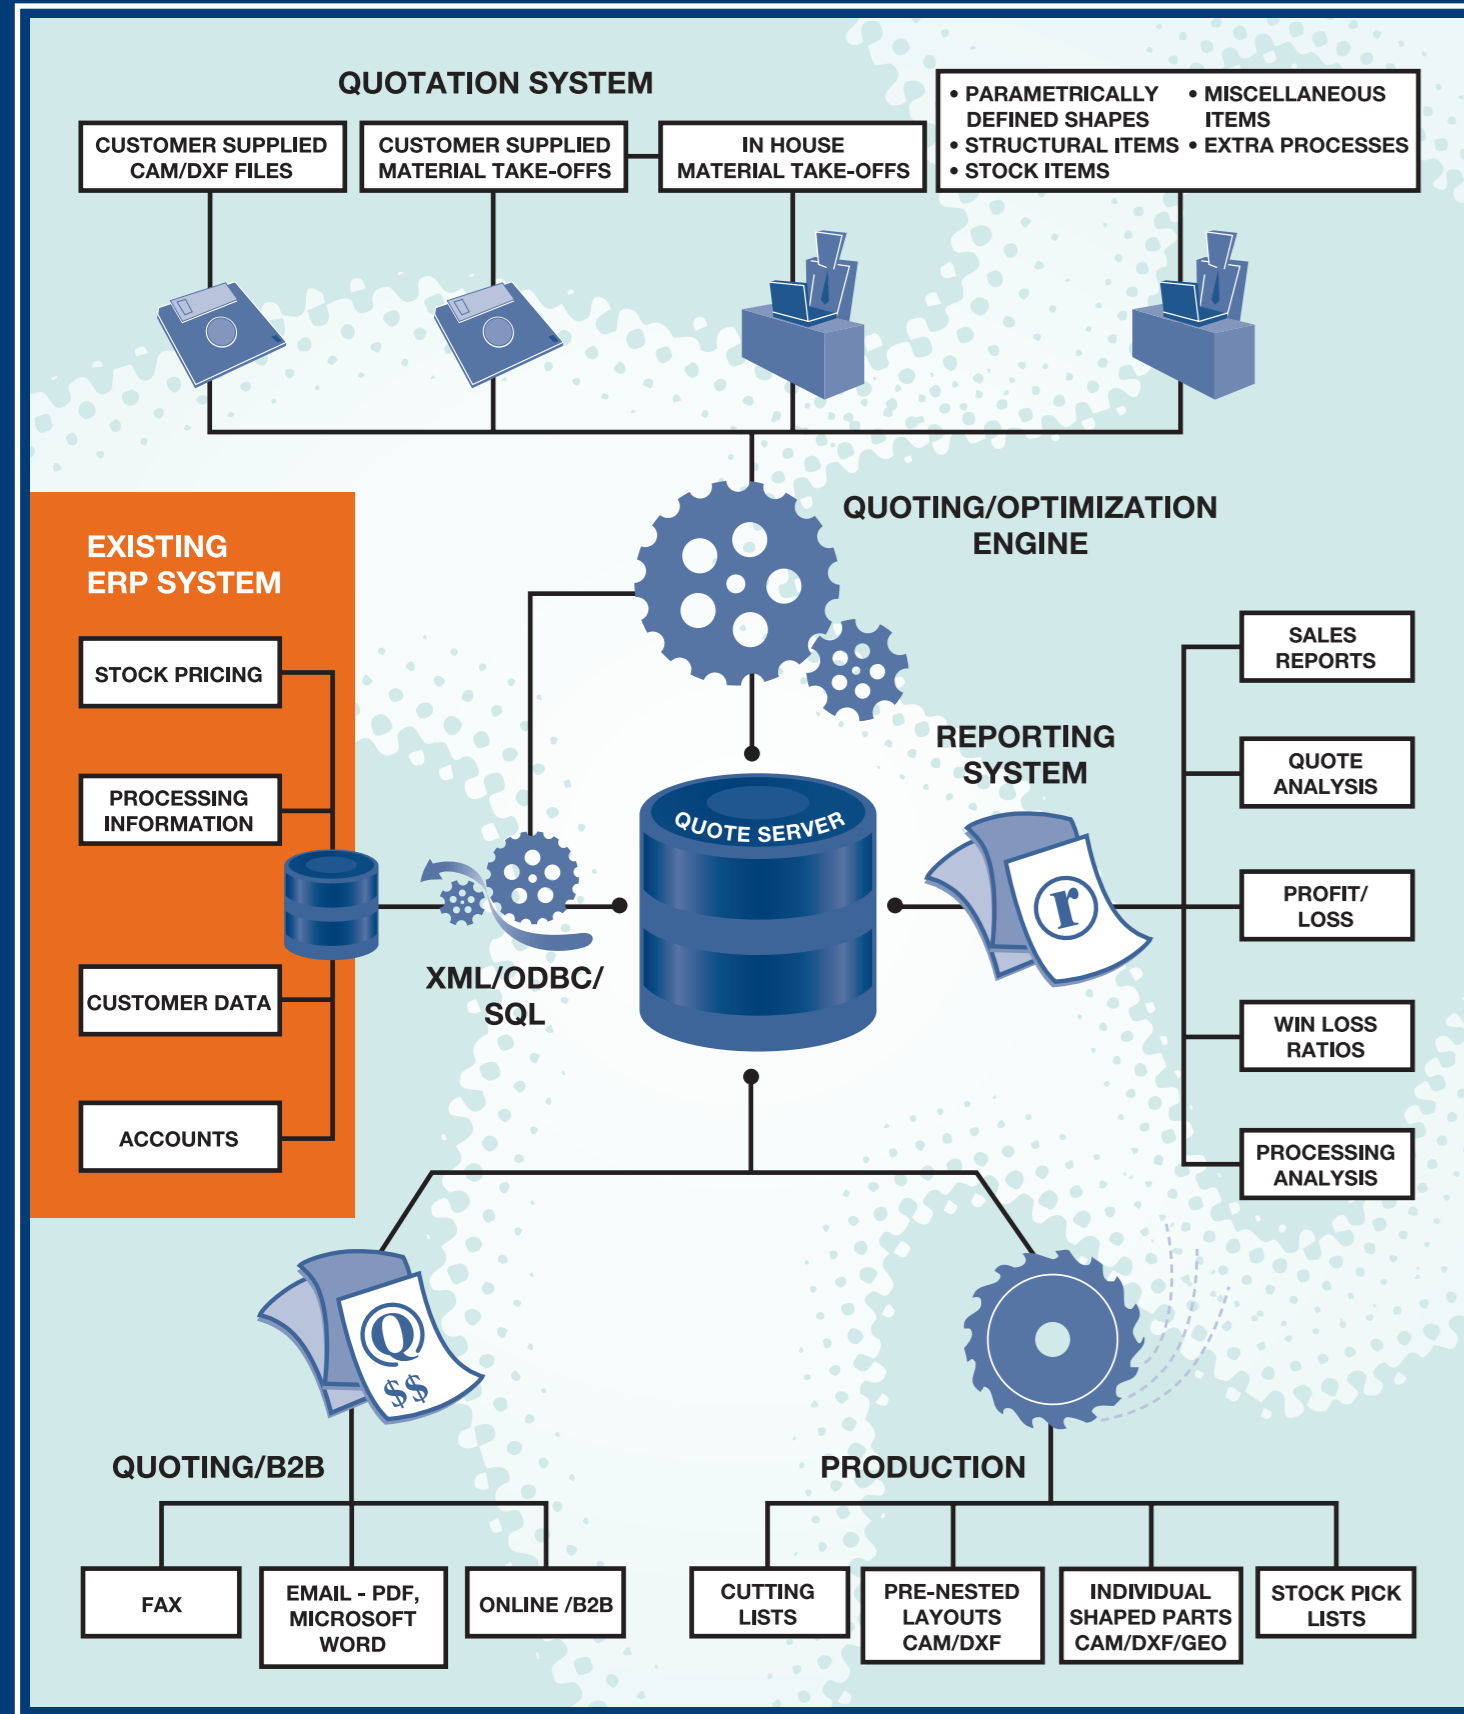 QUOTATION SYSTEM
CUSTOMER SUPPLIED
CAM/DXF FILES
CUSTOMER SUPPLIED
MATERIAL TAKE-OFFS
IN HOUSE
MATERIAL TAKE-OFFS
• PARAMETRICALLY
DEFINED SHAPES
• STRUCTURAL ITEMS
• STOCK ITEMS
• MISCELLANEOUS
ITEMS
• EXTRA PROCESSES
QUOTING/OPTIMIZATION
ENGINE
EXISTING
ERP SYSTEM
STOCK PRICING
PROCESSING
INFORMATION
CUSTOMER DATA
ACCOUNTS
XML/ODBC/
SQL
QUOTE SERVER
REPORTING
SYSTEM
r
SALES
REPORTS
QUOTE
ANALYSIS
PROFIT/
LOSS
WIN LOSS
RATIOS
PROCESSING
ANALYSIS
Q
$$
QUOTING/B2B
FAX
EMAIL - PDF,
MICROSOFT
WORD
ONLINE /B2B
PRODUCTION
CUTTING
LISTS
PRE-NESTED
LAYOUTS
CAM/DXF
INDIVIDUAL
SHAPED PARTS
CAM/DXF/GEO
STOCK PICK
LISTS